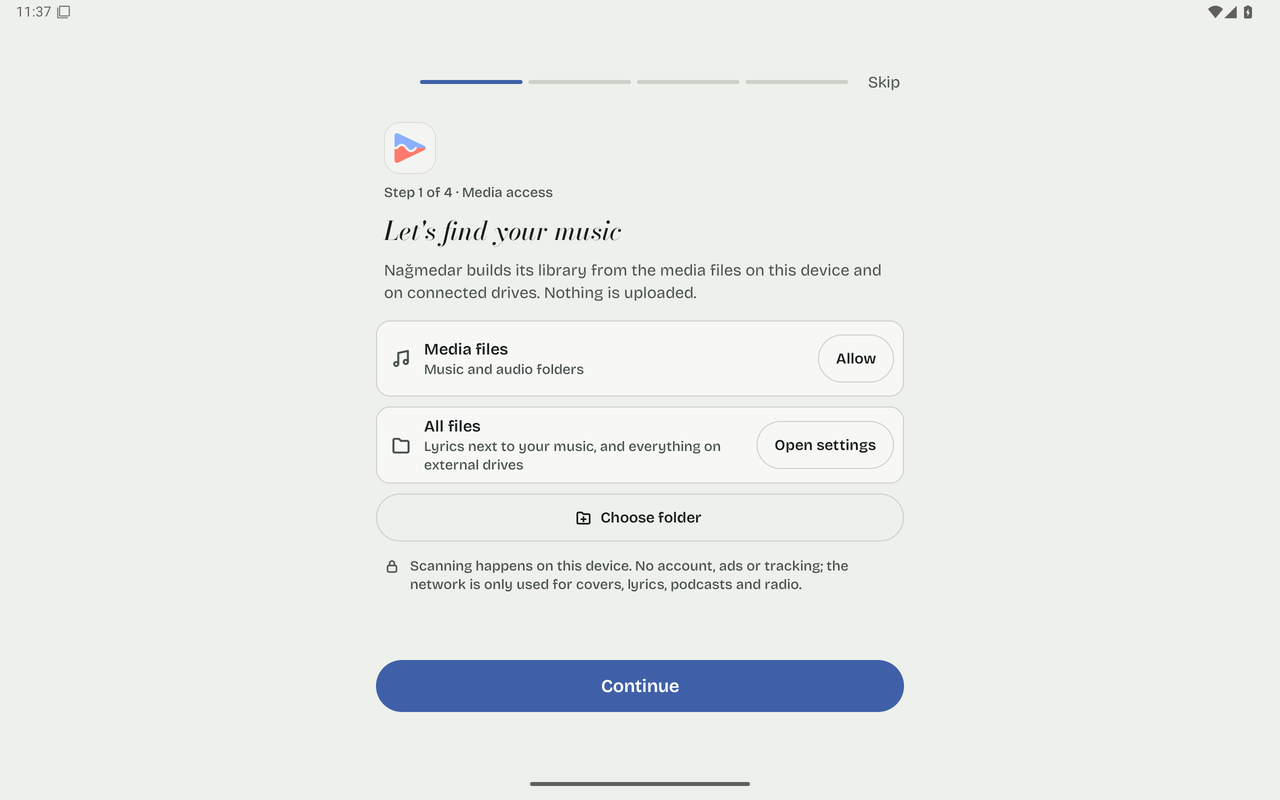 11:37
Skip
Step 1 of 4 · Media access
Let's find your music
Nağmedar builds its library from the media files on this device and
on connected drives. Nothing is uploaded.
Media files
Music and audio folders
Allow
All files
Lyrics next to your music, and everything on
external drives
Open settings
Choose folder
Scanning happens on this device. No account, ads or tracking; the
network is only used for covers, lyrics, podcasts and radio.
Continue